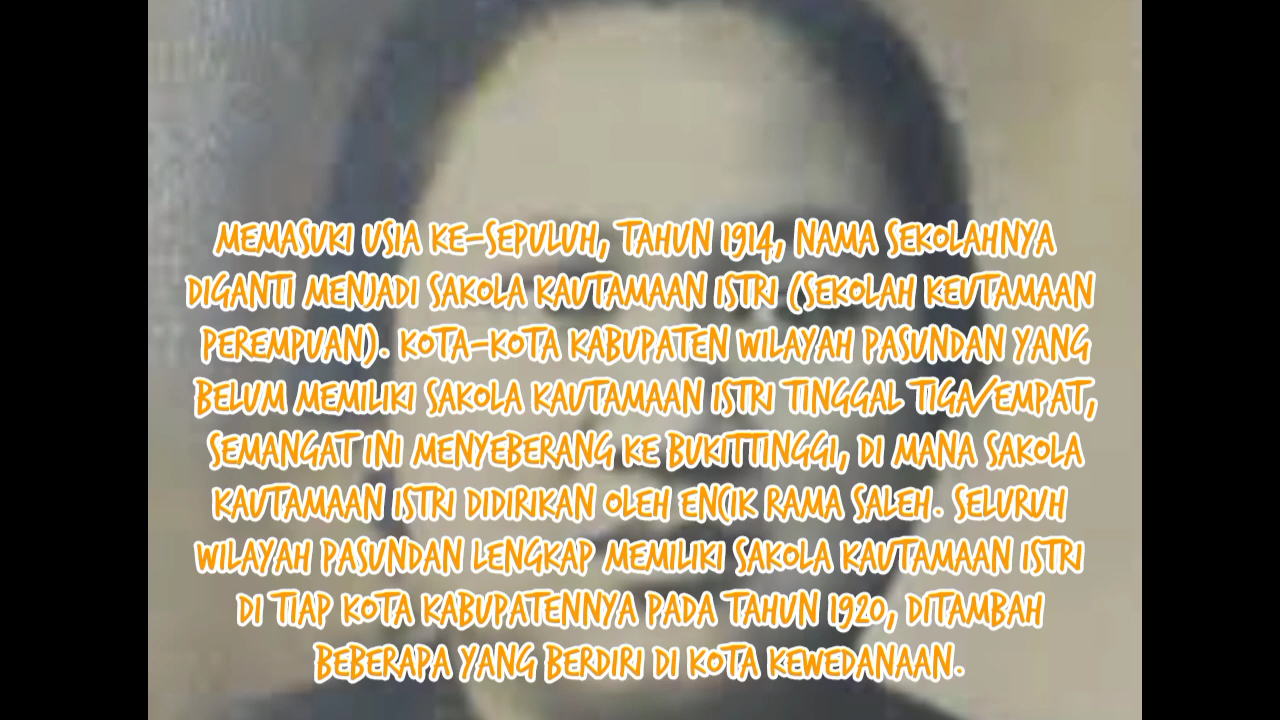 MEMASUKI USIA KE-SEPULUH, TAHUN 1914, NAMA SEKOLAHNYA
DIGANTI MENJADI SAKOLA KAUTAMAAN ISTRI (SEKOLAH KEUTAMAAN
PEREMPUAN). KOTA-KOTA KABUPATEN WILAYAH PASUNDAN YANG
BELUM MEMILIKI SAKOLA KAUTAMAAN ISTRI TINGGAL TIGA/EMPAT,
SEMANGAT INI MENYEBERANG KE BUKITTINGGI, DI MANA SAKOLA
KAUTAMAAN ISTRI DIDIRIKAN OLEH ENCIK RAMA SALEH. SELURUH
WILAYAH PASUNDAN LENGKAP MEMILIKI SAKOLA KAUTAMAAN ISTRI
DI TIAP KOTA KABUPATENNYA PADA TAHUN 1920, DITAMBAH
BEBERAPA YANG BERDIRI DI KOTA KEWEDANAAN.